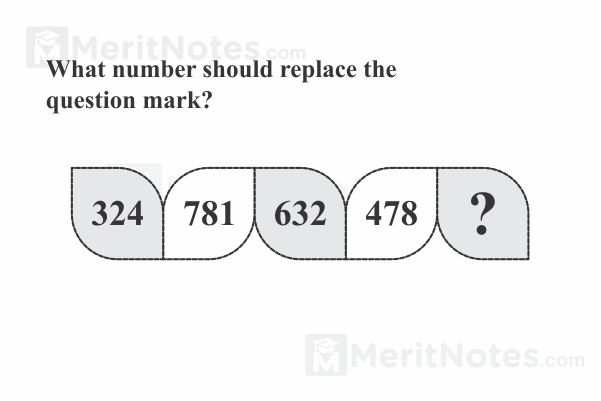 MeritNotes.com
What number should replace the
question mark?
324 781 632 478 ?
MeritNotes.com